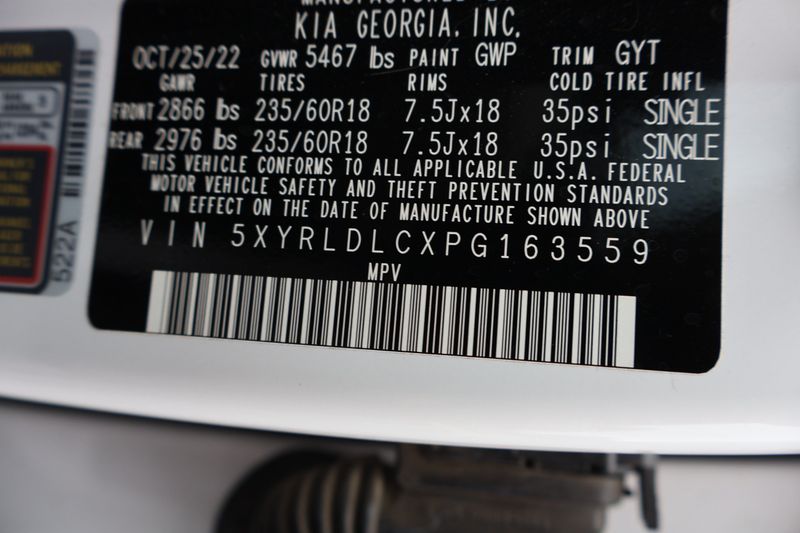 KIA GEORGIA, INC.
OCT/25/22 GVWR 5467 lbs PAINT GWP TRIM GYT
GAWR TIRES RIMS COLD TIRE INFL
FRONT 2866 lbs 235/60R18 7.5Jx18 35psi SINGLE
REAR 2976 lbs 235/60R18 7.5Jx18 35psi SINGLE
THIS VEHICLE CONFORMS TO ALL APPLICABLE U.S.A. FEDERAL
MOTOR VEHICLE SAFETY AND THEFT PREVENTION STANDARDS
IN EFFECT ON THE DATE OF MANUFACTURE SHOWN ABOVE
VIN 5XYRLDLCXPG163559
MPV
522A